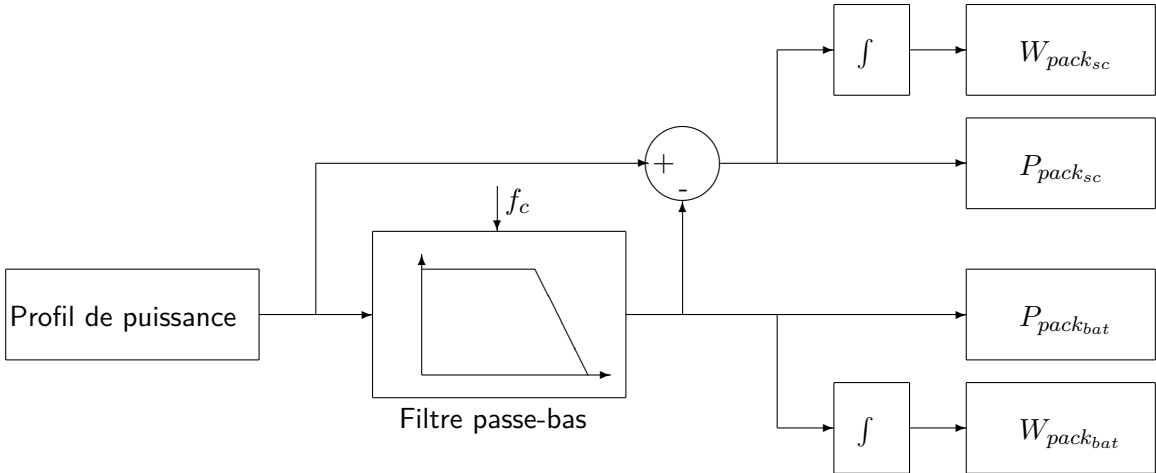 ∫
W_{pack_{sc}}
+
-
P_{pack_{sc}}
f_c
Profil de puissance
P_{pack_{bat}}
Filtre passe-bas
∫
W_{pack_{bat}}